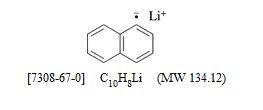 •̄ Li⁺
[7308-67-0] C₁₀H₈Li (MW 134.12)